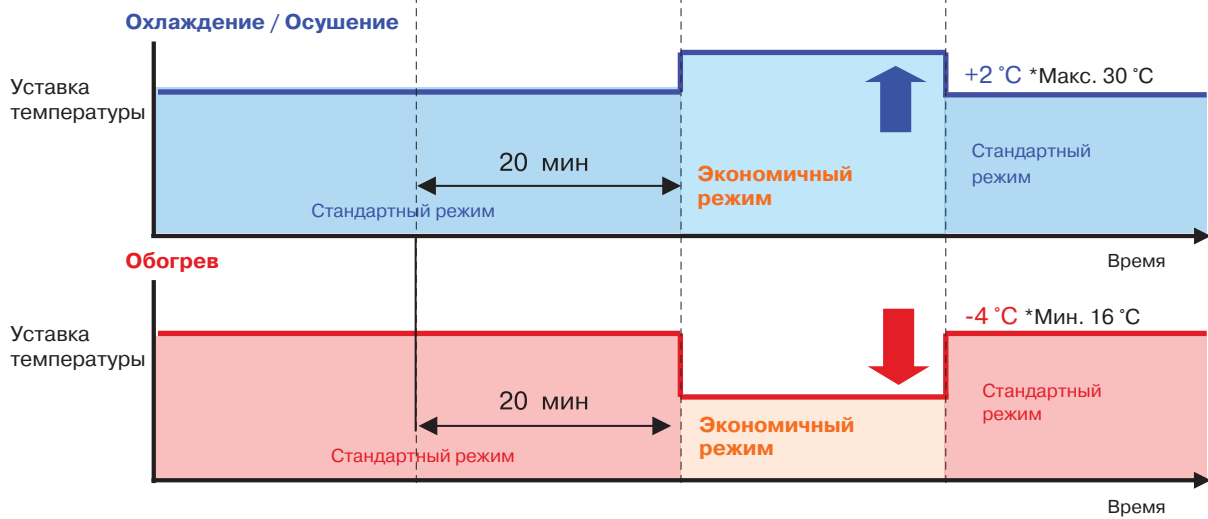 Охлаждение / Осушение
Уставка
температуры
+2 °C *Макс. 30 °C
20 мин
Стандартный режим
Экономичный
режим
Стандартный
режим
Время
Обогрев
Уставка
температуры
-4 °C *Мин. 16 °C
20 мин
Стандартный режим
Экономичный
режим
Стандартный
режим
Время